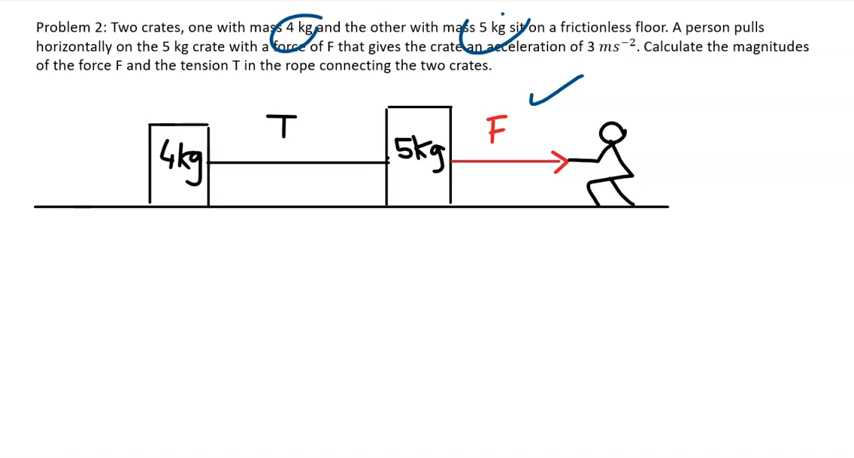 Problem 2: Two crates, one with mass 4 kg and the other with mass 5 kg sit on a frictionless floor. A person pulls
horizontally on the 5 kg crate with a force of F that gives the crate an acceleration of 3 ms⁻². Calculate the magnitudes
of the force F and the tension T in the rope connecting the two crates.
4kg T 5kg F